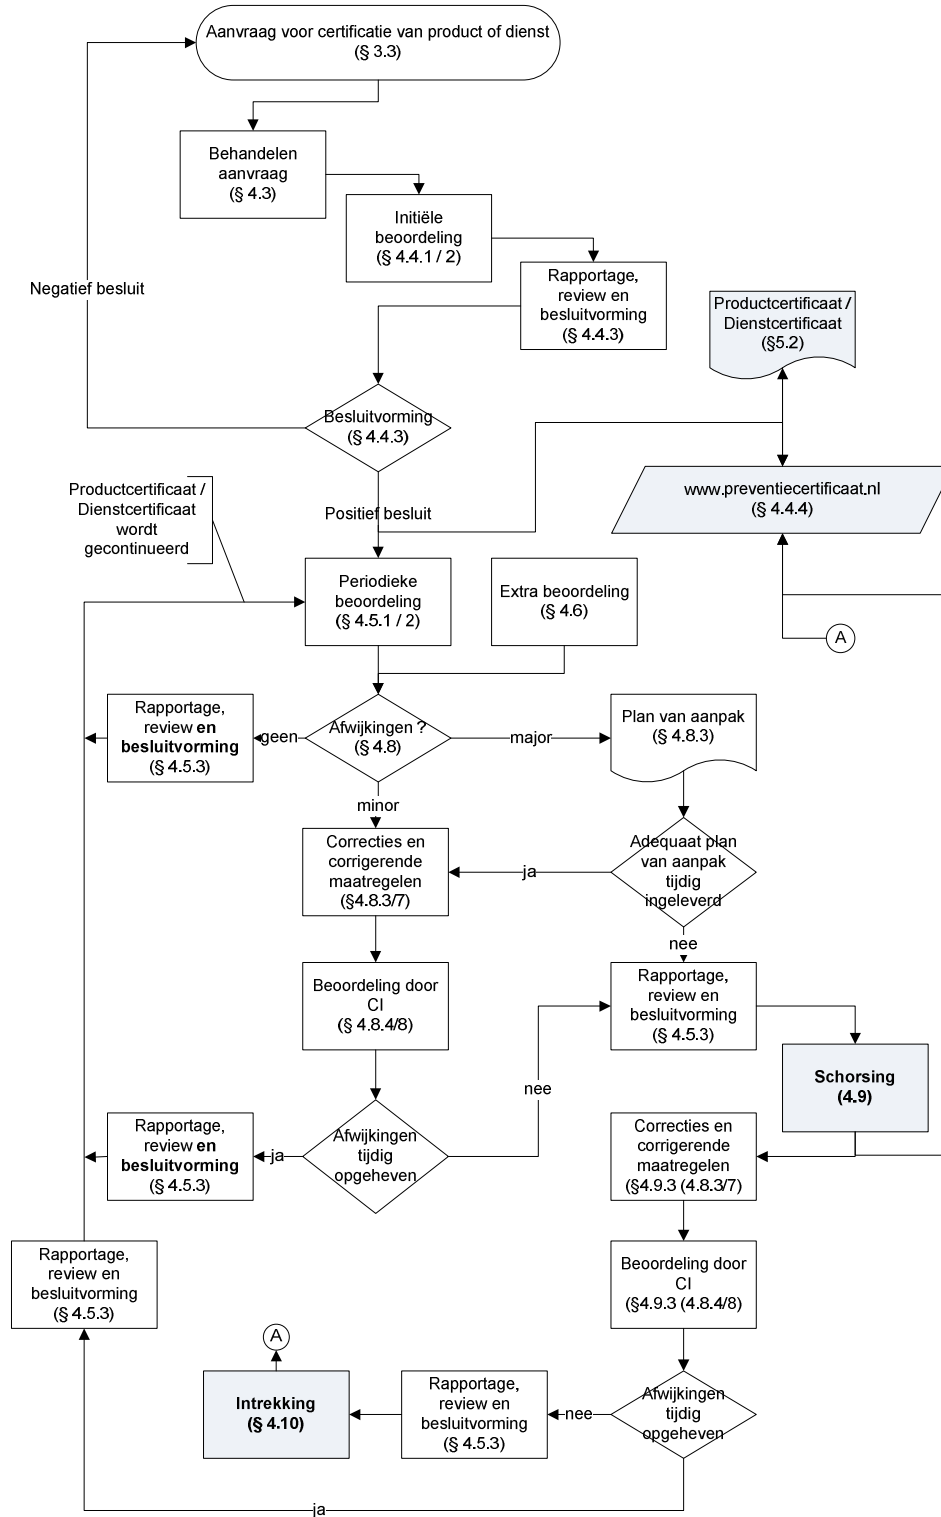 Aanvraag voor certificatie van product of dienst
(§ 3.3)
Behandelen
aanvraag
(§ 4.3)
Initiële
beoordeling
(§ 4.4.1 / 2)
Rapportage,
review en
besluitvorming
(§ 4.4.3)
Negatief besluit
Productcertificaat /
Dienstcertificaat
(§5.2)
Besluitvorming
(§ 4.4.3)
www.preventiecertificaat.nl
(§ 4.4.4)
Productcertificaat /
Dienstcertificaat
wordt
gecontinueerd
Positief besluit
Periodieke
beoordeling
(§ 4.5.1 / 2)
Extra beoordeling
(§ 4.6)
A
Rapportage,
review en
besluitvorming
(§ 4.5.3)
geen
Afwijkingen ?
(§ 4.8)
major
Plan van aanpak
(§ 4.8.3)
minor
Correcties en
corrigerende
maatregelen
(§4.8.3/7)
ja
Adequaat plan
van aanpak
tijdig
ingeleverd
nee
Beoordeling door
CI
(§ 4.8.4/8)
Rapportage,
review en
besluitvorming
(§ 4.5.3)
Schorsing
(4.9)
nee
Rapportage,
review en
besluitvorming
(§ 4.5.3)
ja
Afwijkingen
tijdig
opgeheven
Correcties en
corrigerende
maatregelen
(§4.9.3 (4.8.3/7)
Rapportage,
review en
besluitvorming
(§ 4.5.3)
Beoordeling door
CI
(§4.9.3 (4.8.4/8)
A
Intrekking
(§ 4.10)
Rapportage,
review en
besluitvorming
(§ 4.5.3)
nee
Afwijkingen
tijdig
opgeheven
ja